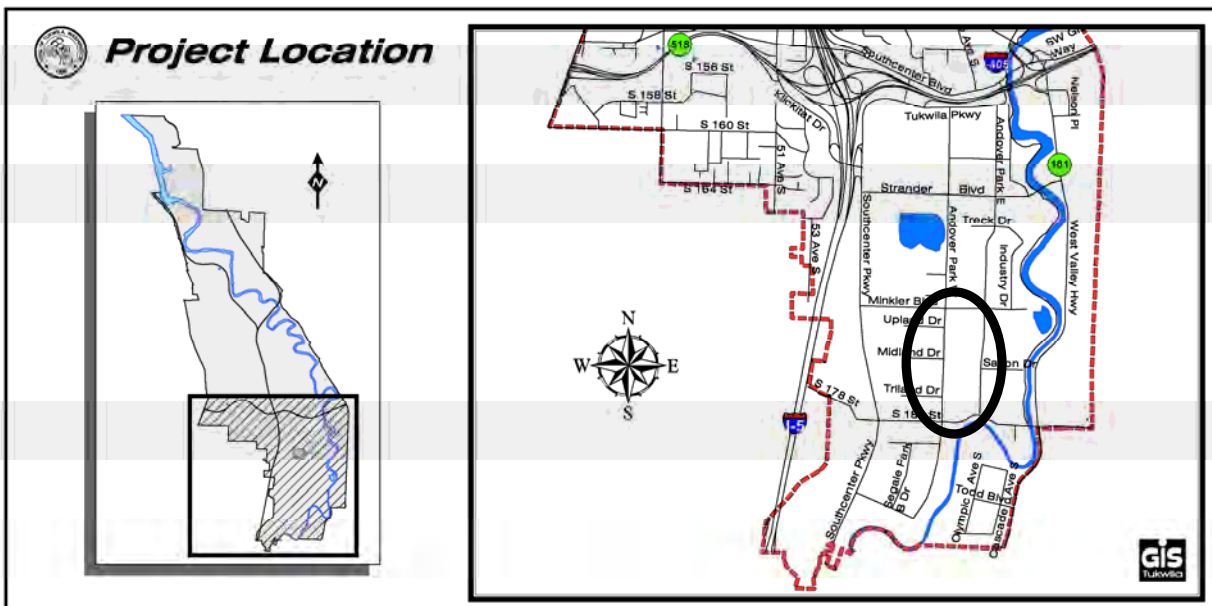 Project Location
N
518
S 156 St
S 158 St
S 160 St
S 164 St
Klickitat Dr
51 Ave S
53 Ave S
Southcenter Blvd
Ave S
I-405
Way
Nelson Pl
Tukwila Pkwy
Andover Park E
181
Strander Blvd
Treck Dr
Southcenter Pkwy
Andover Park
Industry Dr
West Valley Hwy
Minkler
Upland Dr
Midland Dr
Triland Dr
S 178 St
N
W E
S
I-5
Southcenter Pkwy
Segale Park
B Dr
Olympic Ave S
Todd Blvd
Cascade Ave S
GIS
Tukwila